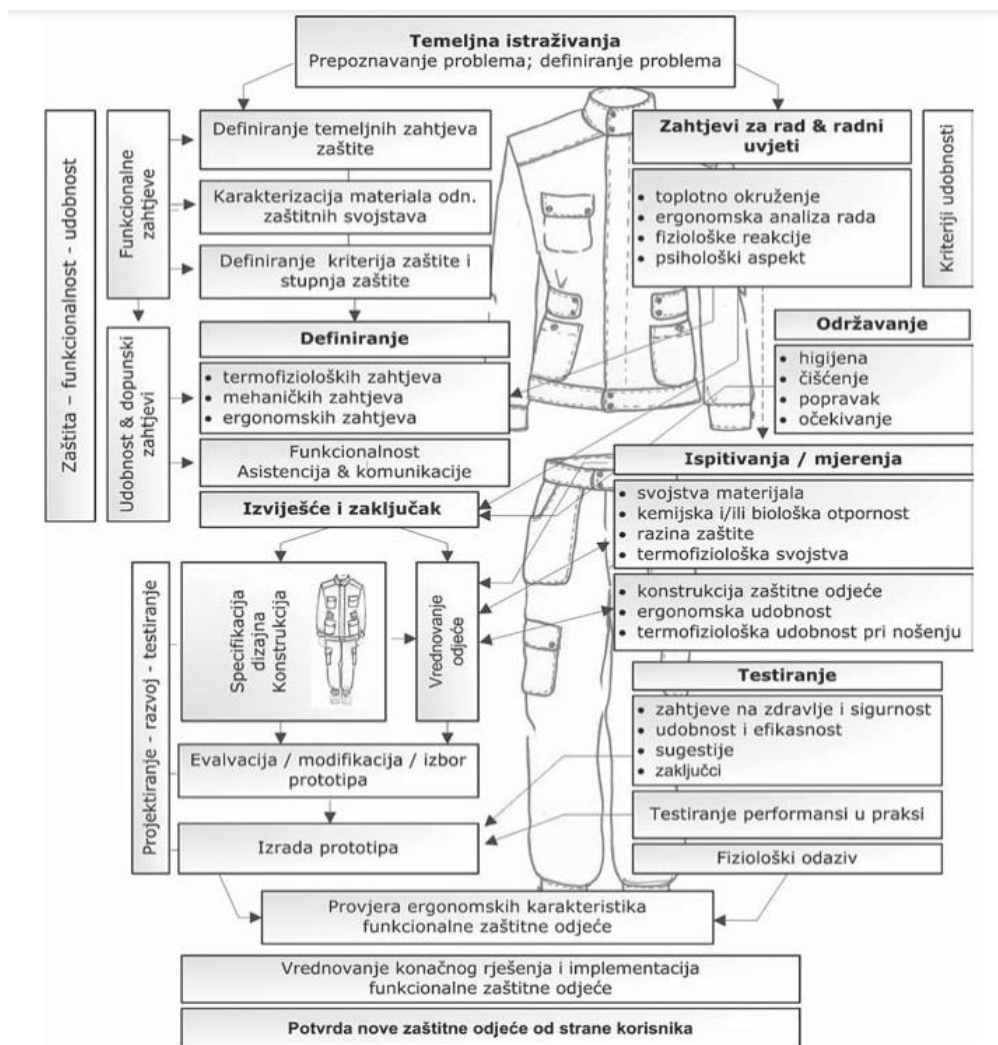 Temeljna istraživanja
Prepoznavanje problema; definiranje problema
Zaštita – funkcionalnost - udobnost
Funkcionalne
zahtjeve
Definiranje temeljnih zahtjeva
zaštite
Karakterizacija materala odn.
zaštitnih svojstava
Definiranje kriterija zaštite i
stupnja zaštite
Zahtjevi za rad & radni
uvjeti
• toplotno okruženje
• ergonomska analiza rada
• fiziološke reakcije
• psihološki aspekt
Kriteriji udobnosti
Udobnost & dopunski
zahtjevi
Definiranje
• termofizioloških zahtjeva
• mehaničkih zahtjeva
• ergonomskih zahtjeva
Funkcionalnost
Asistencija & komunikacije
Održavanje
• higijena
• čišćenje
• popravak
• očekivanje
Izviješće i zaključak
Ispitivanja / mjerenja
• svojstva materijala
• kemijska i/ili biološka otpornost
• razina zaštite
• termofiziološka svojstva
• konstrukcija zaštitne odjeće
• ergonomska udobnost
• termofiziološka udobnost pri nošenju
Projektiranje - razvoj - testiranje
Specifikacija
dizajna
Konstrukcija
Vrednovanje
odjeće
Testiranje
• zahtjeve na zdravlje i sigurnost
• udobnost i efikasnost
• sugestije
• zaključci
Evalvacija / modifikacija / izbor
prototipa
Testiranje performansi u praksi
Izrada prototipa
Fiziološki odaziv
Provjera ergonomskih karakteristika
funkcionalne zaštitne odjeće
Vrednovanje konačnog rješenja i implementacija
funkcionalne zaštitne odjeće
Potvrda nove zaštitne odjeće od strane korisnika